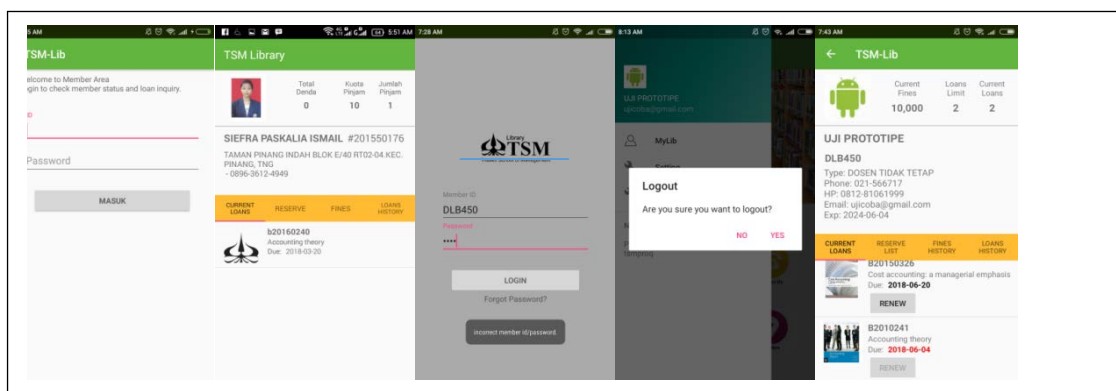 5 AM
TSM-Lib
elcome to Member Area
gin to check member status and loan inquiry.
ID
Password
MASUK
5:51 AM
TSM Library
Total Denda
0
Kuota Pinjam
10
Jumlah Pinjam
1
SIEFRA PASKALIA ISMAIL #201550176
TAMAN PINANG INDAH BLOK E/40 RT02-04.KEC.
PINANG, TNG
- 0896-3612-4949
CURRENT LOANS
RESERVE
FINES
LOANS HISTORY
b20160240
Accounting theory
Due: 2018-03-20
7:28 AM
Library
TSM
Member ID
DLB450
Password
LOGIN
Forgot Password?
incorrect member id/password.
8:13 AM
UJI PROTOTIPE
ujicoba@gmail.com
MyLib
Setting
Logout
Are you sure you want to logout?
NO
YES
7:43 AM
TSM-Lib
Current Fines
10,000
Loans Limit
2
Current Loans
2
UJI PROTOTIPE
DLB450
Type: DOSEN TIDAK TETAP
Phone: 021-566717
HP: 0812-81061999
Email: ujicoba@gmail.com
Exp: 2024-06-04
CURRENT LOANS
RESERVE LIST
FINES HISTORY
LOANS HISTORY
B20150326
Cost accounting: a managerial emphasis
Due: 2018-06-20
RENEW
B2010241
Accounting theory
Due: 2018-06-04
RENEW